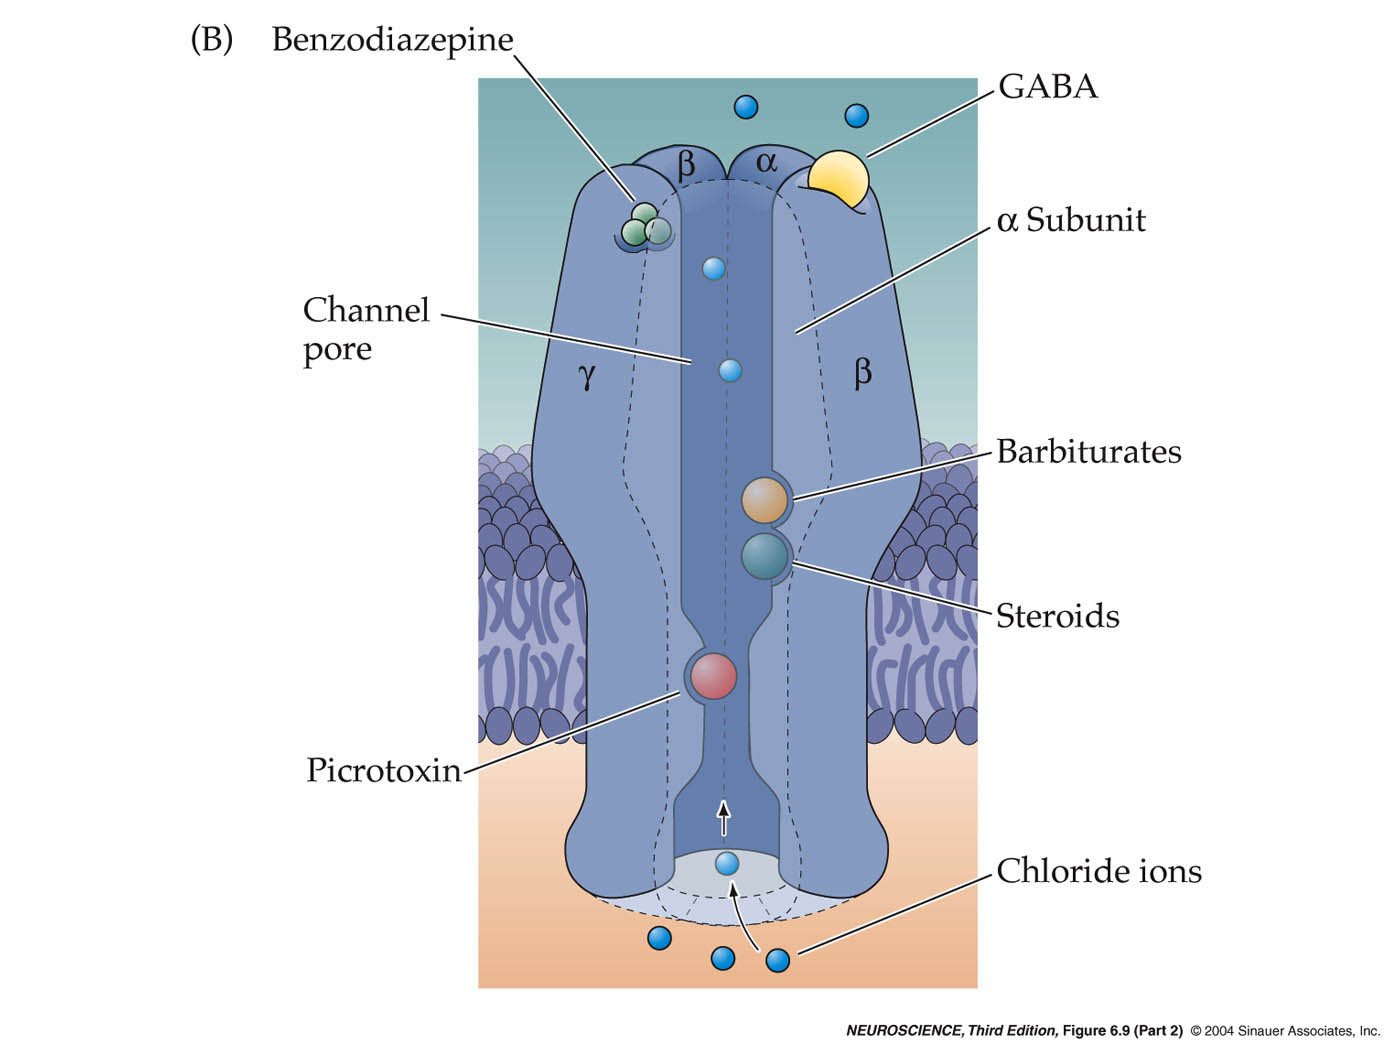 (B) Benzodiazepine
GABA
β
α
α Subunit
Channel
pore
γ
β
Barbiturates
Steroids
Picrotoxin
Chloride ions
NEUROSCIENCE, Third Edition, Figure 6.9 (Part 2) © 2004 Sinauer Associates, Inc.